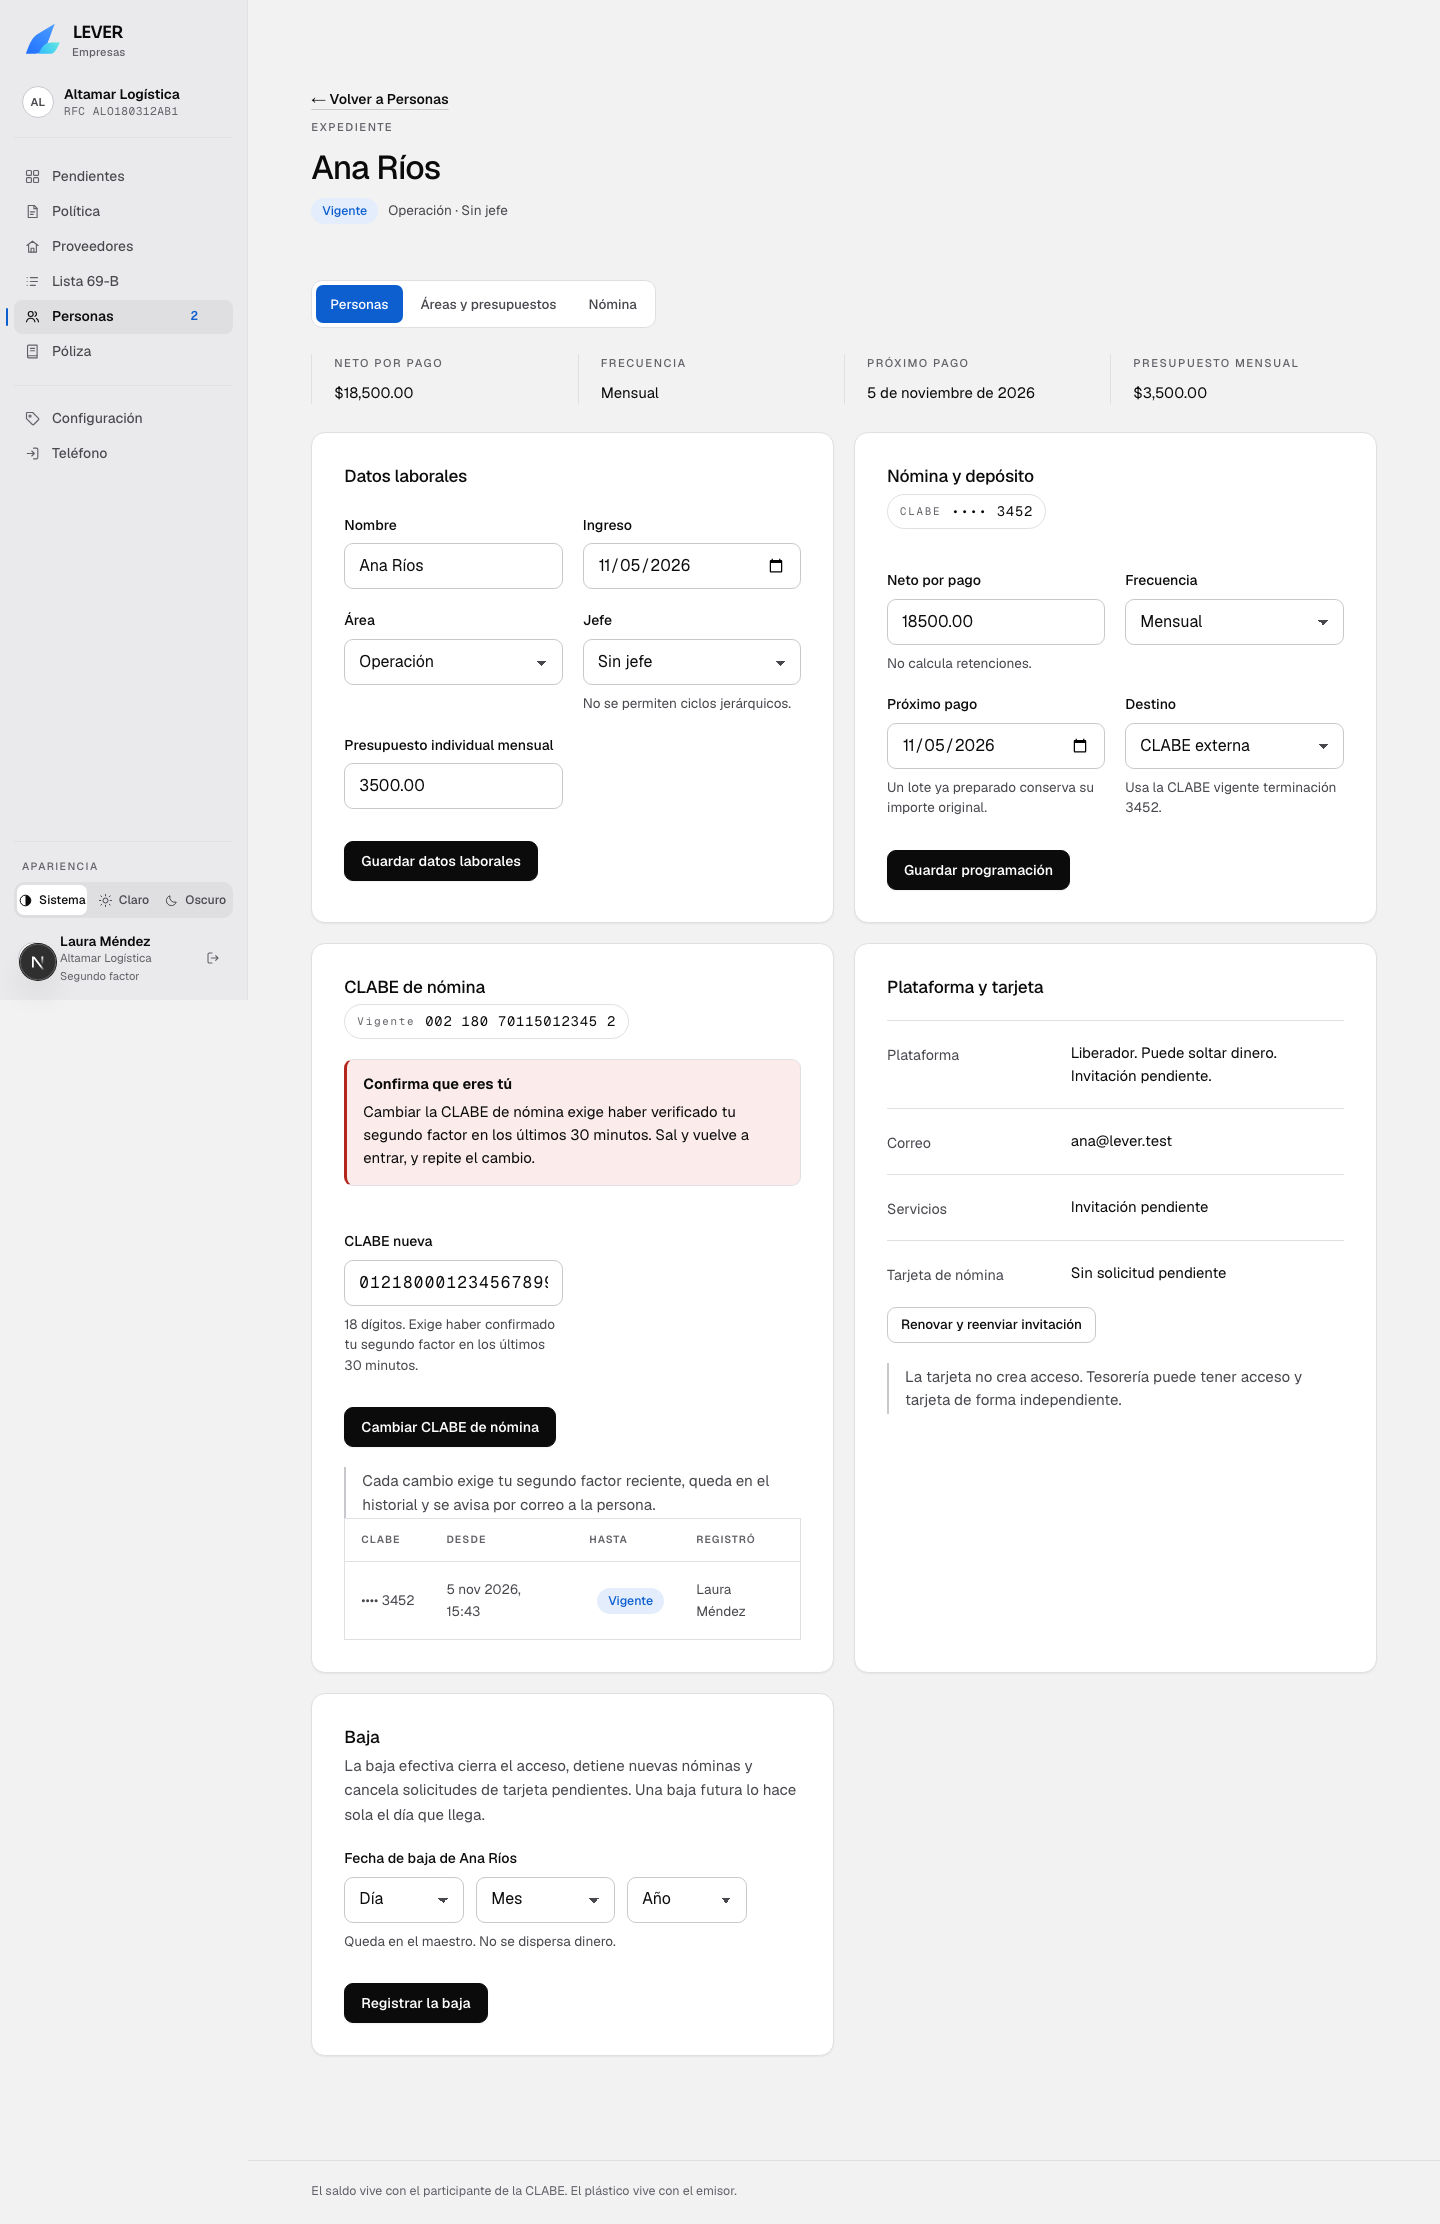 LEVER
Empresas
AL
Altamar Logística
RFC ALO180312AB1
Pendientes
Política
Proveedores
Lista 69-B
Personas 2
Póliza
Configuración
Teléfono
APARIENCIA
Sistema Claro Oscuro
N
Laura Méndez
Altamar Logística
Segundo factor
← Volver a Personas
EXPEDIENTE
Ana Ríos
Vigente Operación · Sin jefe
Personas Áreas y presupuestos Nómina
NETO POR PAGO
$18,500.00
FRECUENCIA
Mensual
PRÓXIMO PAGO
5 de noviembre de 2026
PRESUPUESTO MENSUAL
$3,500.00
Datos laborales
Nombre
Ana Ríos
Ingreso
11/05/2026
Área
Operación
Jefe
Sin jefe
No se permiten ciclos jerárquicos.
Presupuesto individual mensual
3500.00
Guardar datos laborales
Nómina y depósito
CLABE •••• 3452
Neto por pago
18500.00
No calcula retenciones.
Frecuencia
Mensual
Próximo pago
11/05/2026
Un lote ya preparado conserva su
importe original.
Destino
CLABE externa
Usa la CLABE vigente terminación
3452.
Guardar programación
CLABE de nómina
Vigente 002 180 70115012345 2
Confirma que eres tú
Cambiar la CLABE de nómina exige haber verificado tu
segundo factor en los últimos 30 minutos. Sal y vuelve a
entrar, y repite el cambio.
CLABE nueva
012180001234567899
18 dígitos. Exige haber confirmado
tu segundo factor en los últimos
30 minutos.
Cambiar CLABE de nómina
Cada cambio exige tu segundo factor reciente, queda en el
historial y se avisa por correo a la persona.
CLABE DESDE HASTA REGISTRÓ
•••• 3452 5 nov 2026, 15:43 Vigente Laura Méndez
Plataforma y tarjeta
Plataforma
Liberador. Puede soltar dinero.
Invitación pendiente.
Correo ana@lever.test
Servicios Invitación pendiente
Tarjeta de nómina Sin solicitud pendiente
Renovar y reenviar invitación
La tarjeta no crea acceso. Tesorería puede tener acceso y
tarjeta de forma independiente.
Baja
La baja efectiva cierra el acceso, detiene nuevas nóminas y
cancela solicitudes de tarjeta pendientes. Una baja futura lo hace
sola el día que llega.
Fecha de baja de Ana Ríos
Día Mes Año
Queda en el maestro. No se dispersa dinero.
Registrar la baja
El saldo vive con el participante de la CLABE. El plástico vive con el emisor.